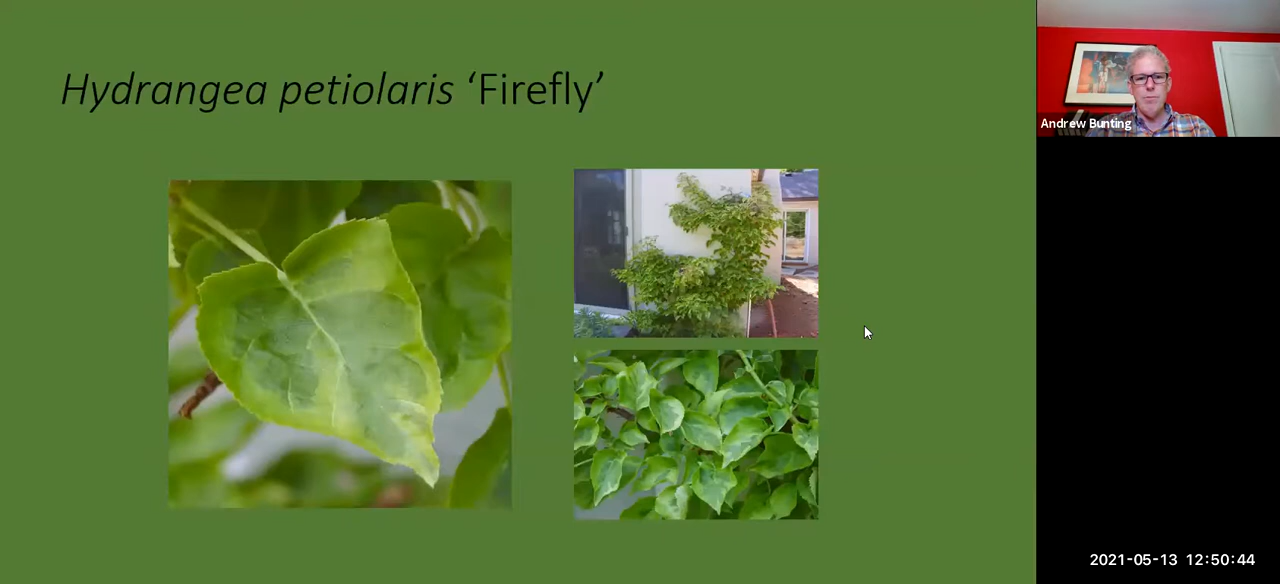 Hydrangea petiolaris ‘Firefly’
Andrew Bunting
2021-05-13 12:50:44